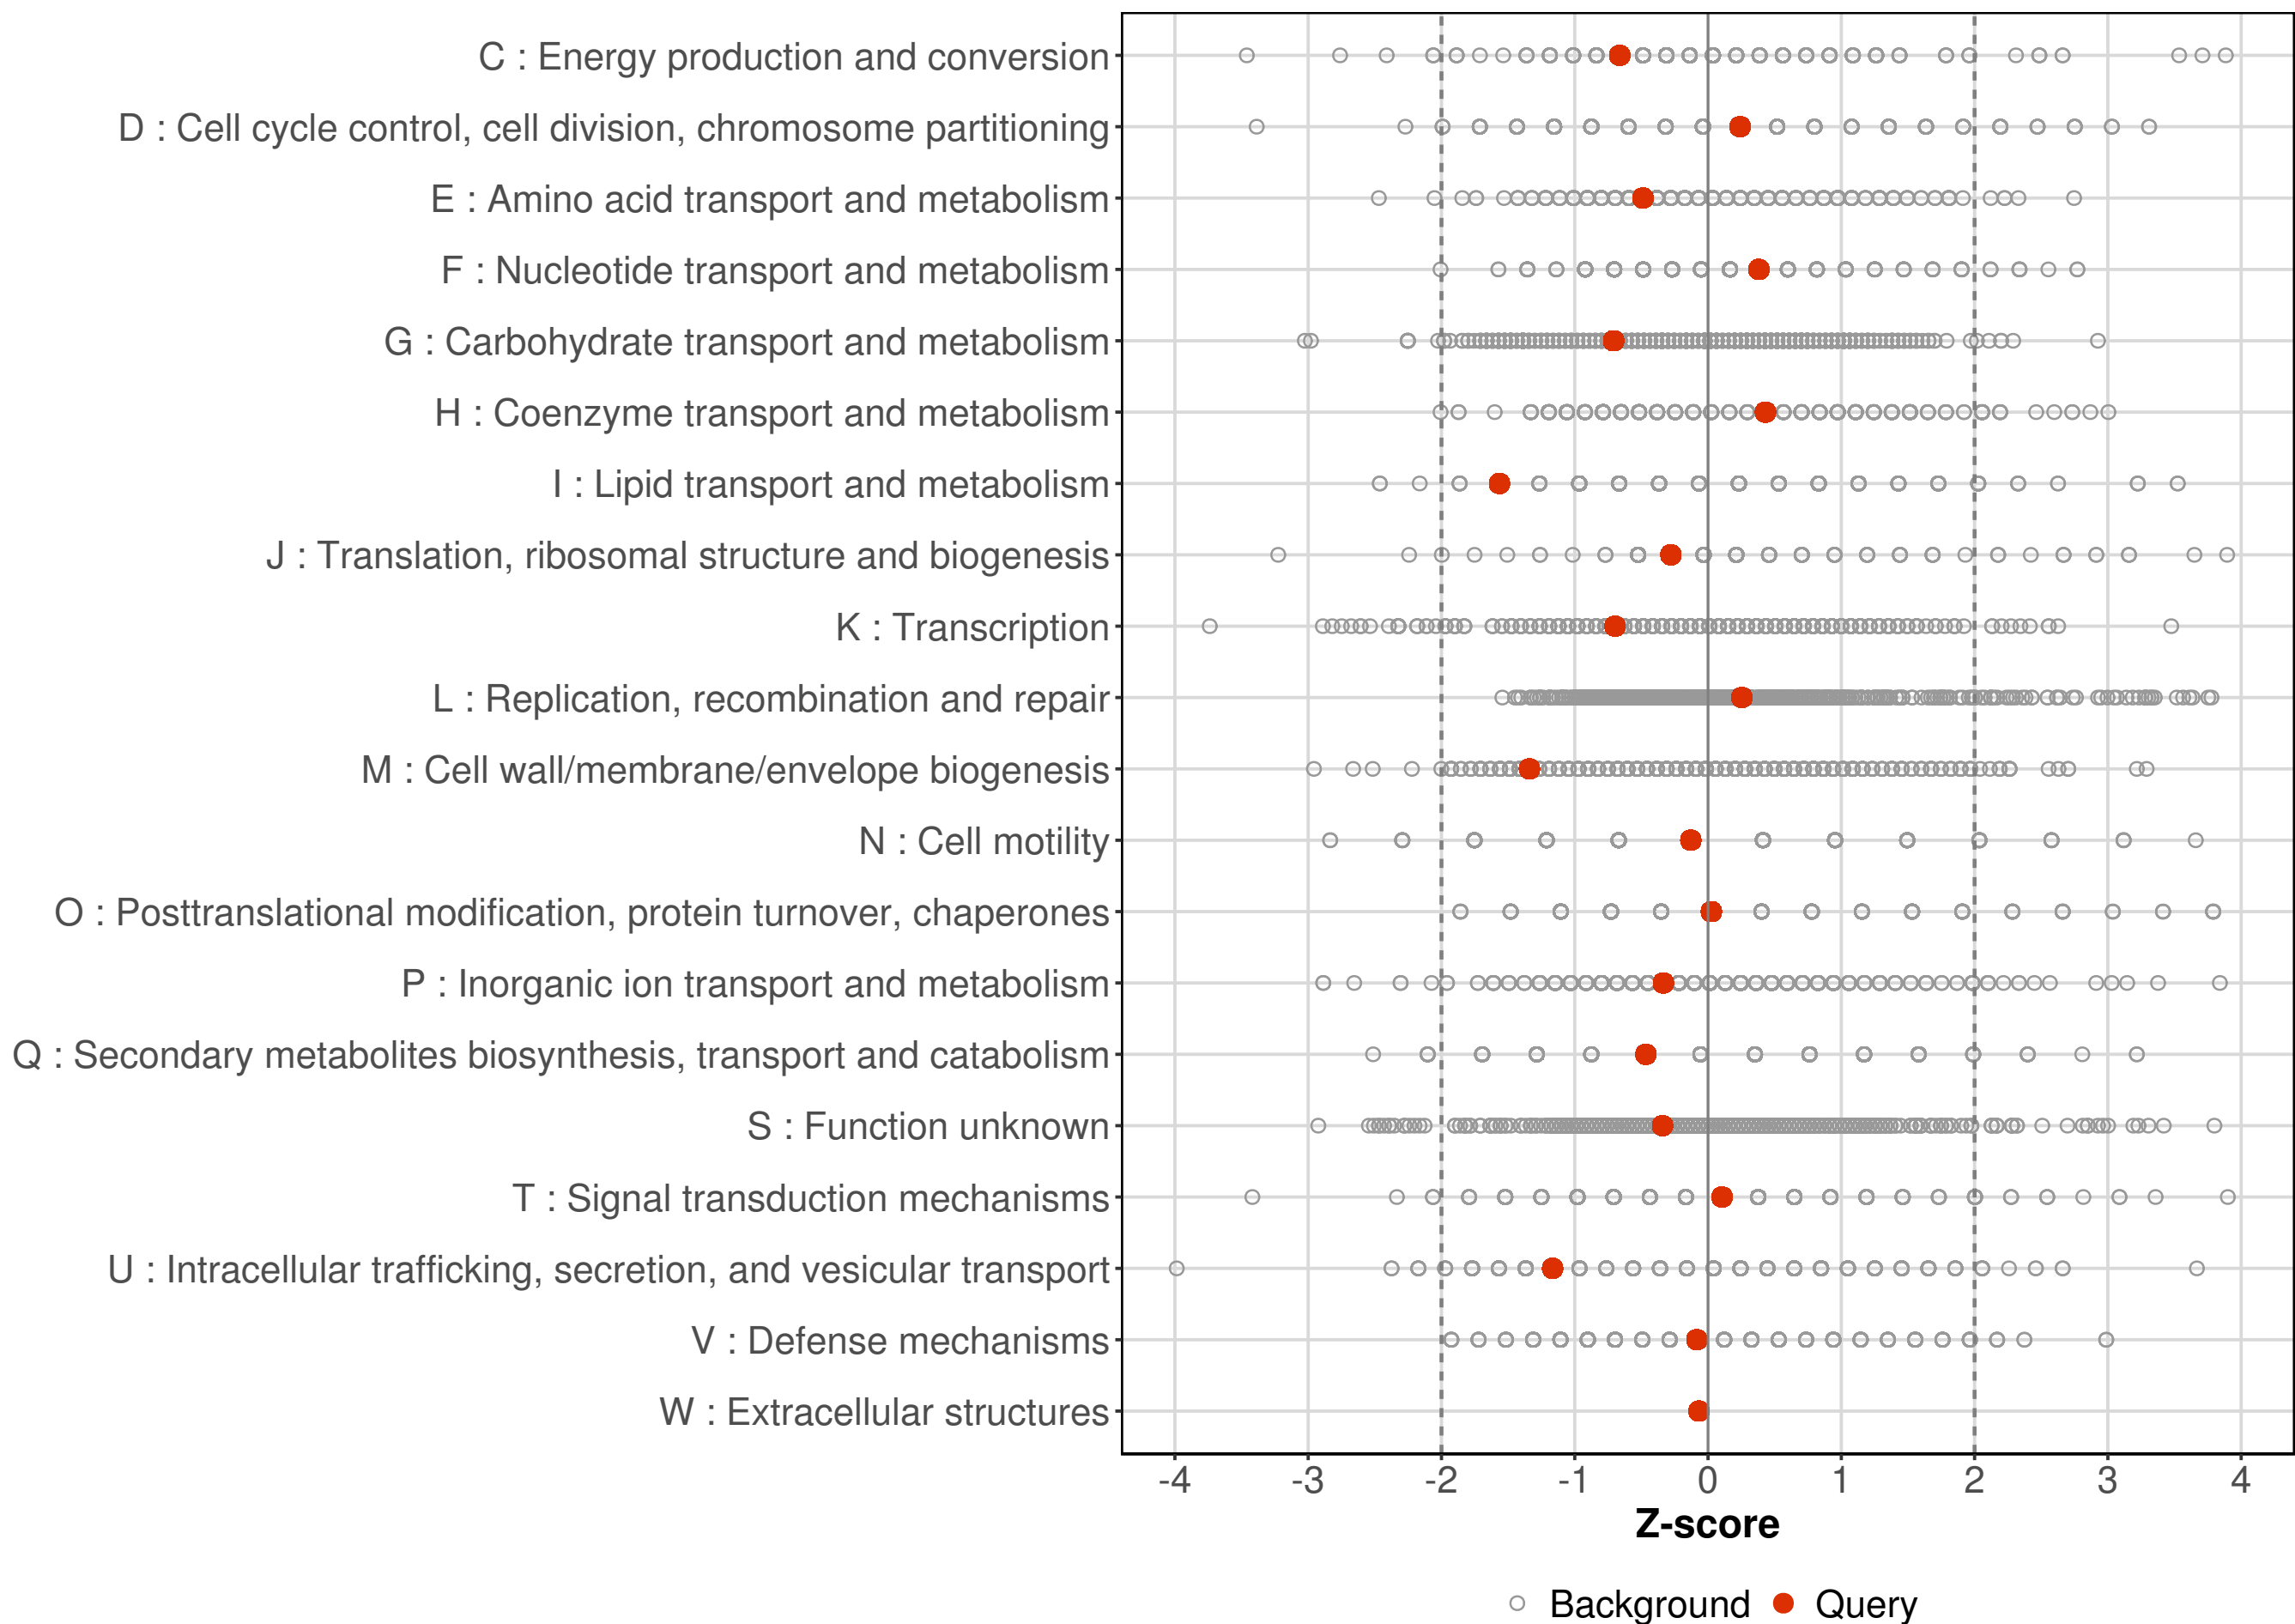 C : Energy production and conversion
D : Cell cycle control, cell division, chromosome partitioning
E : Amino acid transport and metabolism
F : Nucleotide transport and metabolism
G : Carbohydrate transport and metabolism
H : Coenzyme transport and metabolism
I : Lipid transport and metabolism
J : Translation, ribosomal structure and biogenesis
K : Transcription
L : Replication, recombination and repair
M : Cell wall/membrane/envelope biogenesis
N : Cell motility
O : Posttranslational modification, protein turnover, chaperones
P : Inorganic ion transport and metabolism
Q : Secondary metabolites biosynthesis, transport and catabolism
S : Function unknown
T : Signal transduction mechanisms
U : Intracellular trafficking, secretion, and vesicular transport
V : Defense mechanisms
W : Extracellular structures
-4 -3 -2 -1 0 1 2 3 4
Z-score
Background Query